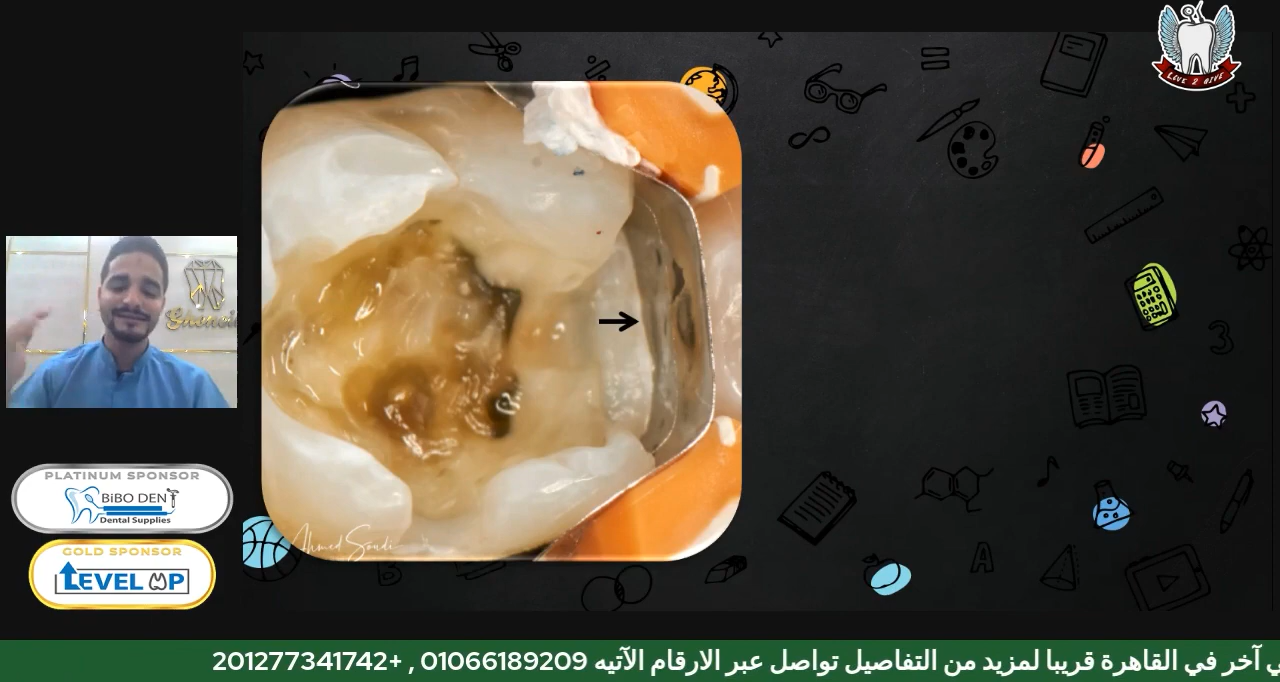 LIVE 2 GIVE
PLATINUM SPONSOR
BiBO DENT
Dental Supplies
GOLD SPONSOR
LEVEL UP
Ahmed Soudi
آخر في القاهرة قريبا لمزيد من التفاصيل تواصل عبر الارقام الآتيه 01066189209 , +201277341742